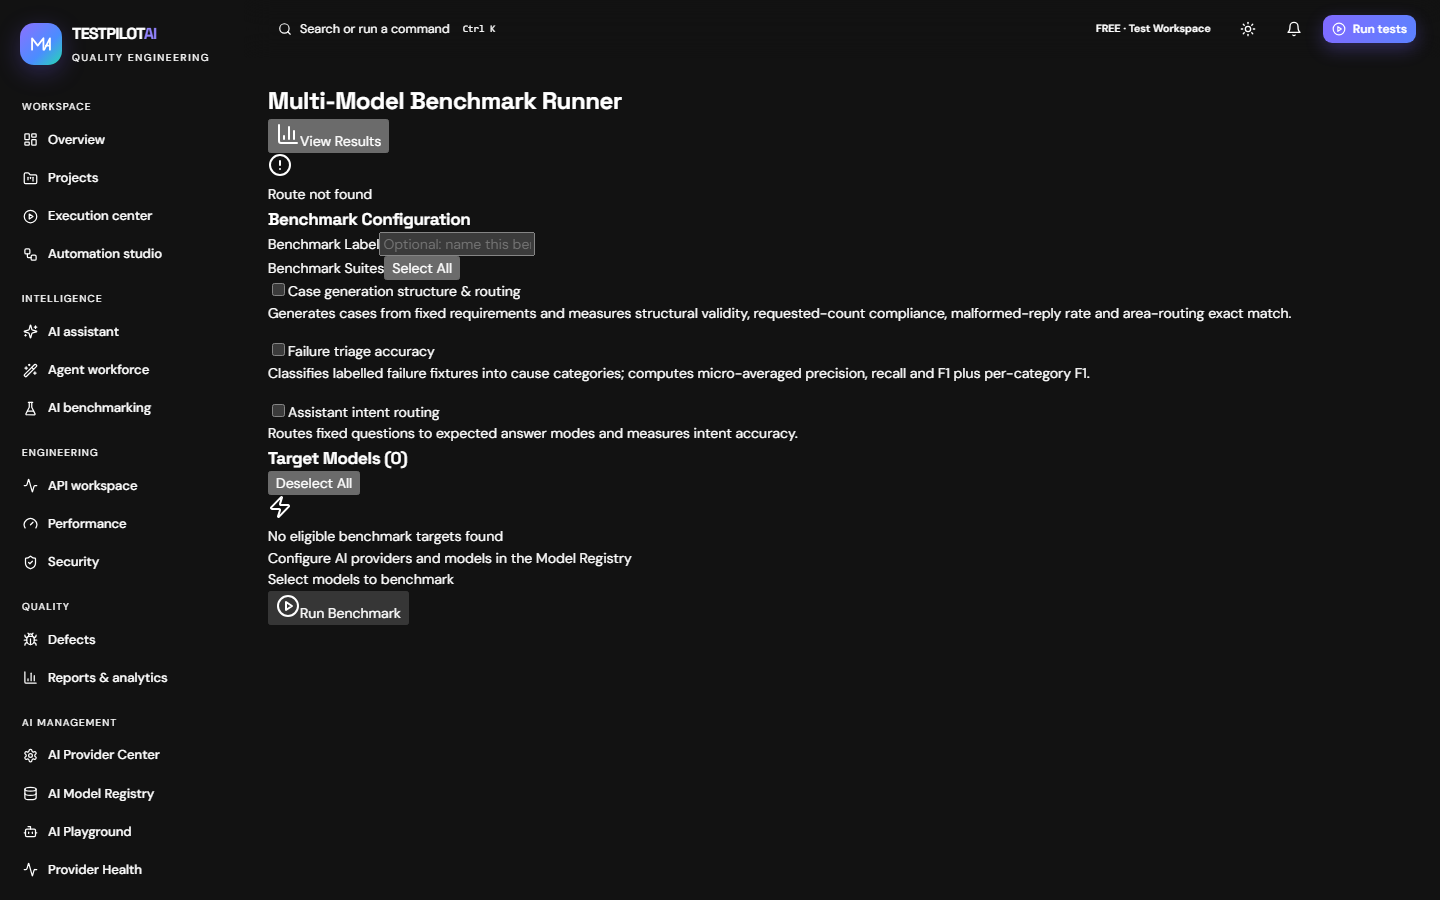 TESTPILOTAI
QUALITY ENGINEERING
Search or run a command Ctrl K
FREE · Test Workspace
Run tests
WORKSPACE
Overview
Projects
Execution center
Automation studio
INTELLIGENCE
AI assistant
Agent workforce
AI benchmarking
ENGINEERING
API workspace
Performance
Security
QUALITY
Defects
Reports & analytics
AI MANAGEMENT
AI Provider Center
AI Model Registry
AI Playground
Provider Health
Multi-Model Benchmark Runner
View Results
Route not found
Benchmark Configuration
Benchmark Label Optional: name this be
Benchmark Suites Select All
Case generation structure & routing
Generates cases from fixed requirements and measures structural validity, requested-count compliance, malformed-reply rate and area-routing exact match.
Failure triage accuracy
Classifies labelled failure fixtures into cause categories; computes micro-averaged precision, recall and F1 plus per-category F1.
Assistant intent routing
Routes fixed questions to expected answer modes and measures intent accuracy.
Target Models (0)
Deselect All
No eligible benchmark targets found
Configure AI providers and models in the Model Registry
Select models to benchmark
Run Benchmark